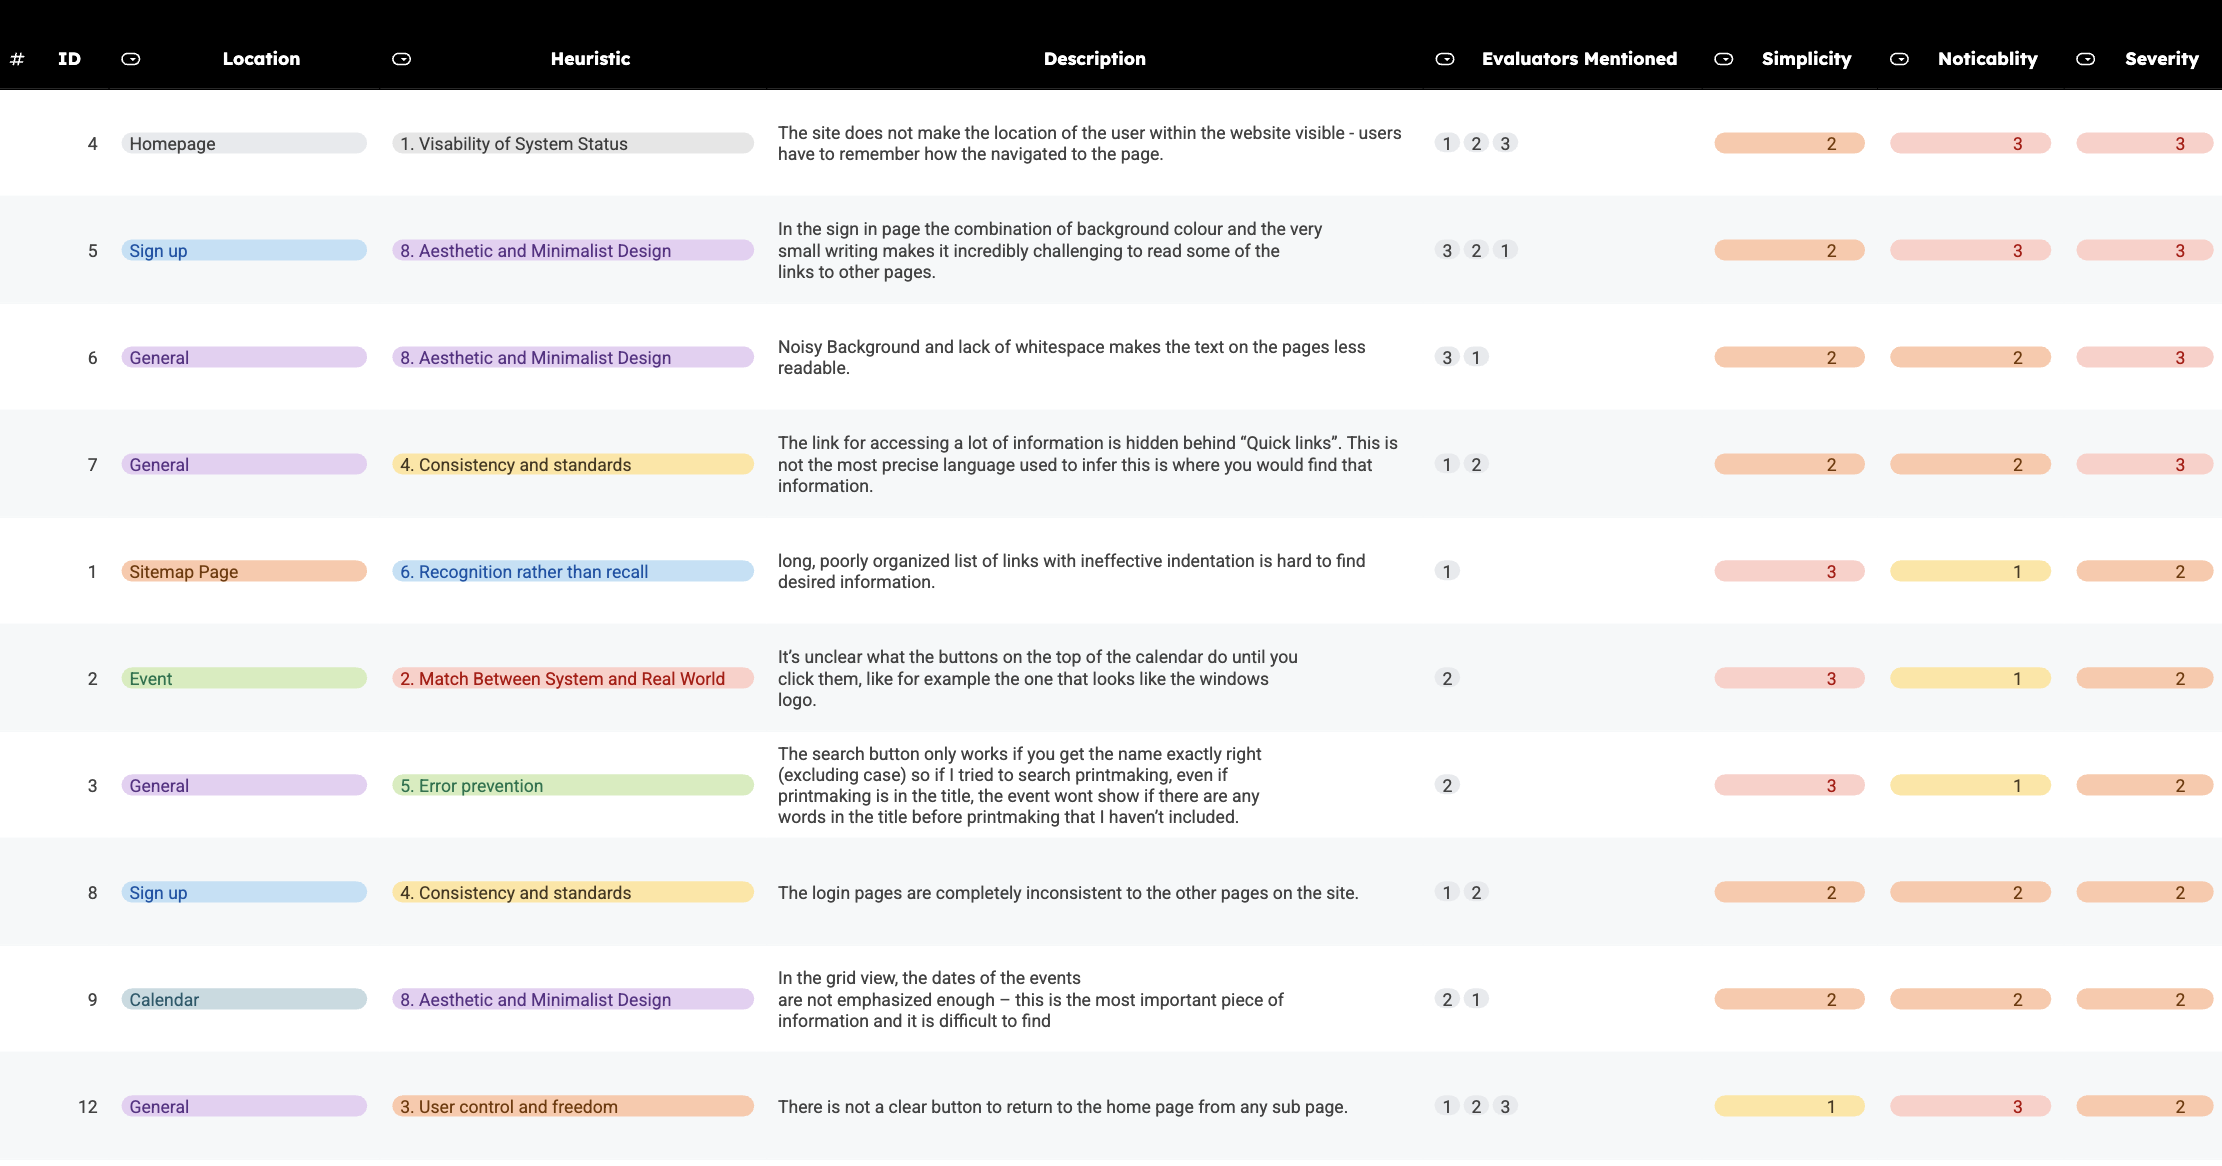 # ID Location Heuristic Description Evaluators Mentioned Simplicity Noticablity Severity
4 Homepage 1. Visability of System Status The site does not make the location of the user within the website visible - users 1 2 3 2 3 3
have to remember how the navigated to the page.
5 Sign up 8. Aesthetic and Minimalist Design In the sign in page the combination of background colour and the very 3 2 1 2 3 3
small writing makes it incredibly challenging to read some of the
links to other pages.
6 General 8. Aesthetic and Minimalist Design Noisy Background and lack of whitespace makes the text on the pages less 3 1 2 2 3
readable.
7 General 4. Consistency and standards The link for accessing a lot of information is hidden behind “Quick links”. This is 1 2 2 2 3
not the most precise language used to infer this is where you would find that
information.
1 Sitemap Page 6. Recognition rather than recall long, poorly organized list of links with ineffective indentation is hard to find 1 3 1 2
desired information.
2 Event 2. Match Between System and Real World It’s unclear what the buttons on the top of the calendar do until you 2 3 1 2
click them, like for example the one that looks like the windows
logo.
3 General 5. Error prevention The search button only works if you get the name exactly right 2 3 1 2
(excluding case) so if I tried to search printmaking, even if
printmaking is in the title, the event wont show if there are any
words in the title before printmaking that I haven’t included.
8 Sign up 4. Consistency and standards The login pages are completely inconsistent to the other pages on the site. 1 2 2 2 2
9 Calendar 8. Aesthetic and Minimalist Design In the grid view, the dates of the events 2 1 2 2 2
are not emphasized enough – this is the most important piece of
information and it is difficult to find
12 General 3. User control and freedom There is not a clear button to return to the home page from any sub page. 1 2 3 1 3 2